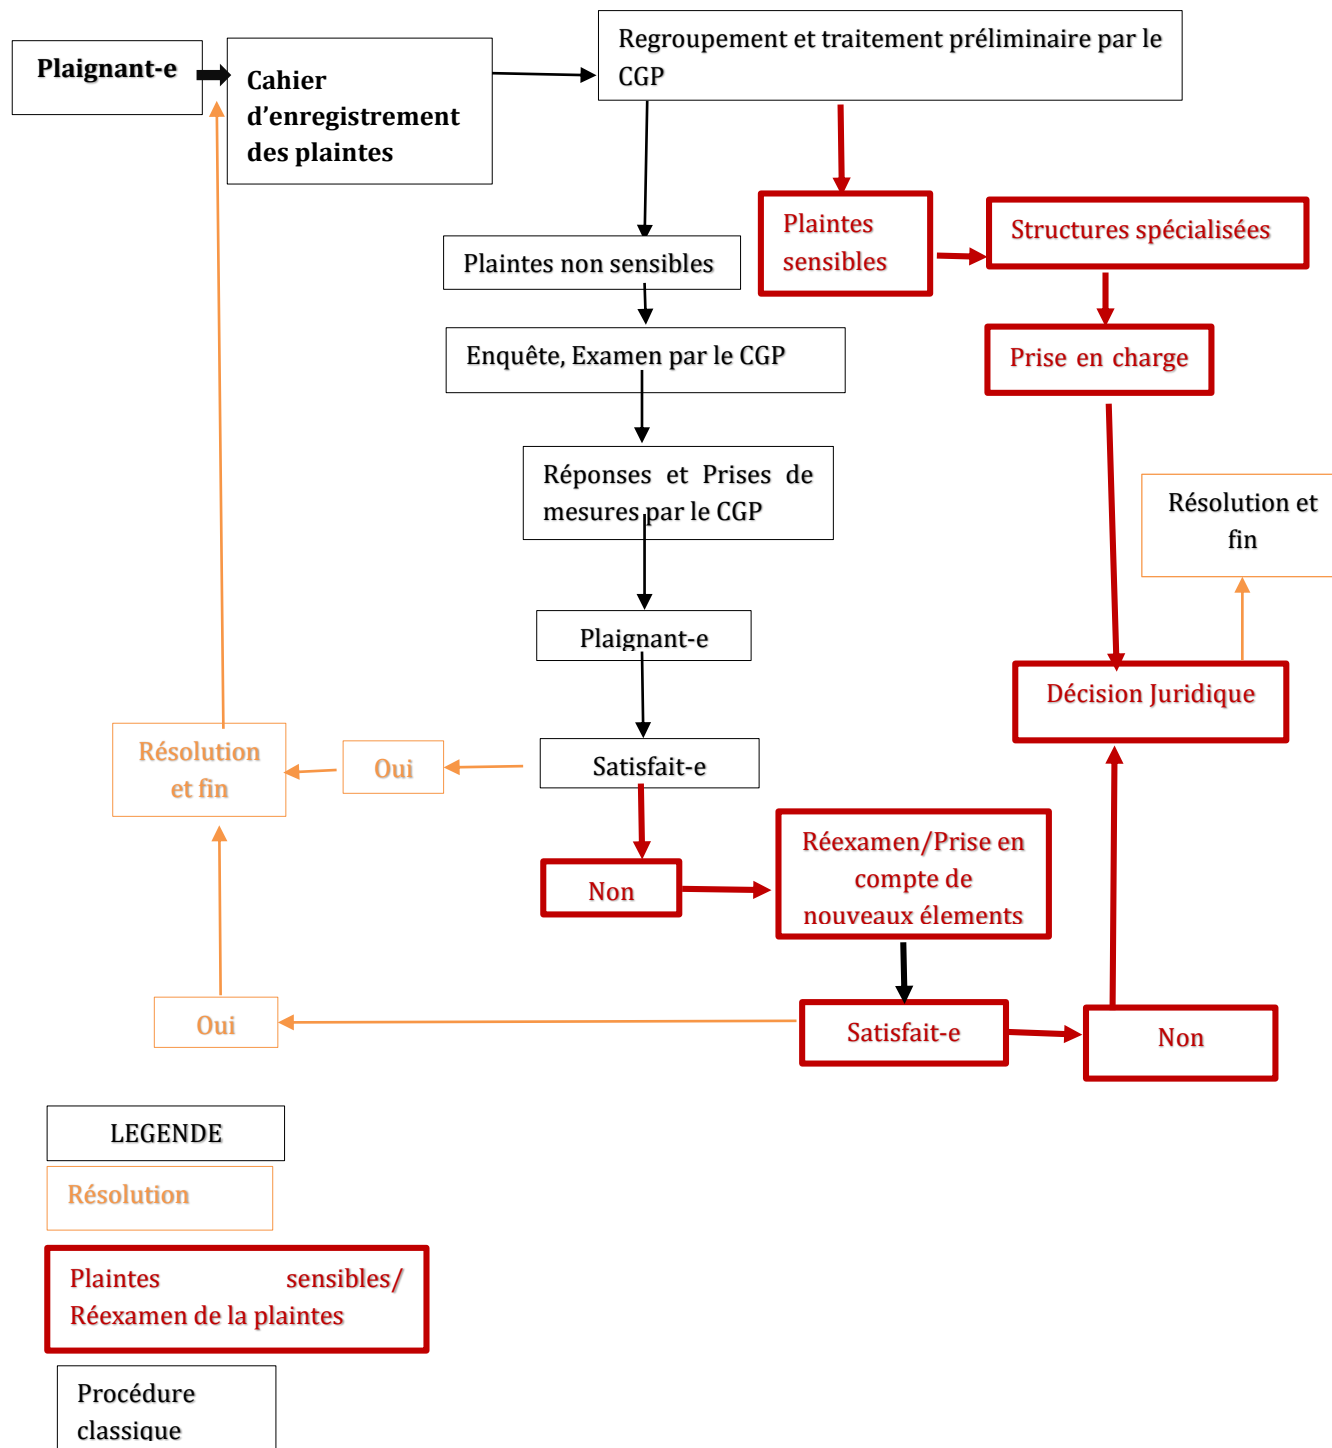 Plaignant-e
Cahier
d’enregistrement
des plaintes
Regroupement et traitement préliminaire par le
CGP
Plaintes non sensibles
Plaintes
sensibles
Structures spécialisées
Enquête, Examen par le CGP
Prise en charge
Réponses et Prises de
mesures par le CGP
Résolution et
fin
Plaignant-e
Décision Juridique
Satisfait-e
Oui
Résolution
et fin
Non
Réexamen/Prise en
compte de
nouveaux élements
Oui
Satisfait-e
Non
LEGENDE
Résolution
Plaintes sensibles/
Réexamen de la plaintes
Procédure
classique